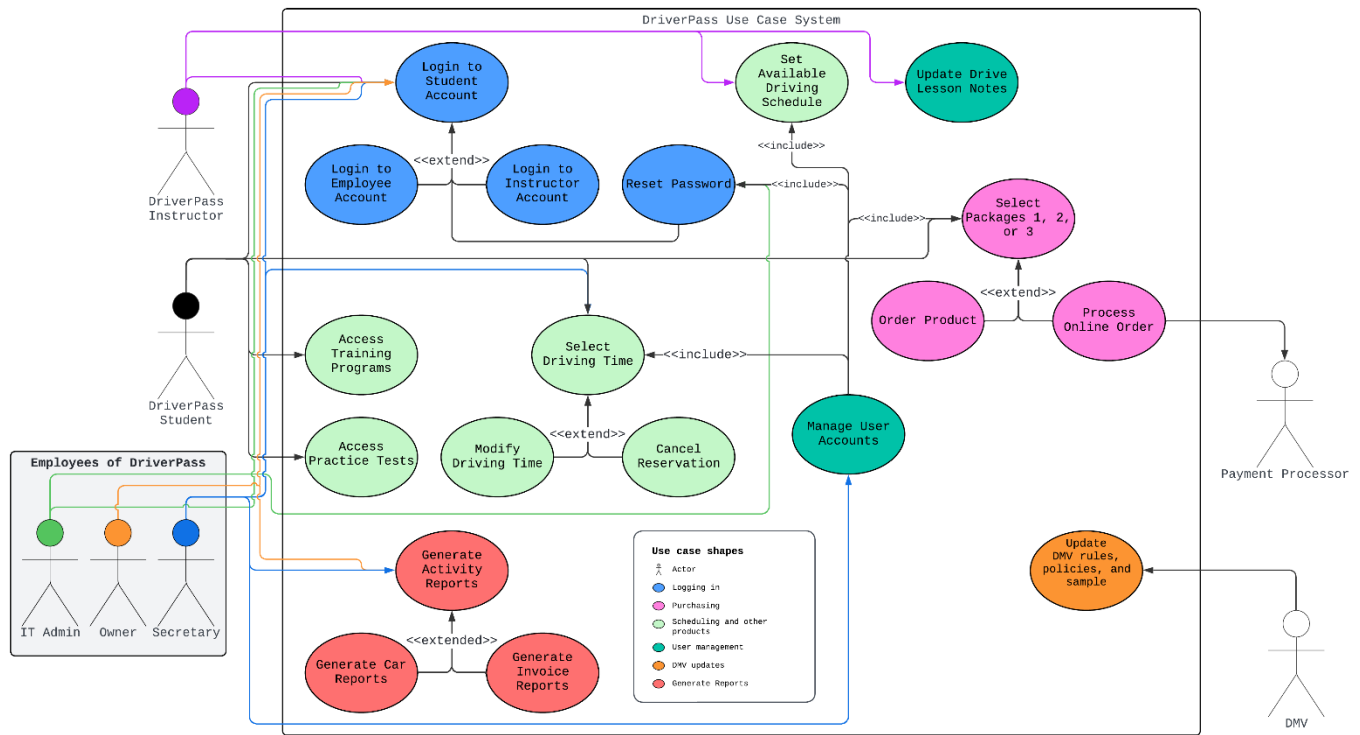 DriverPass Use Case System
Login to
Student
Account
Set
Available
Driving
Schedule
Update Drive
Lesson Notes
DriverPass
Instructor
<<include>>
<<extend>>
Login to
Employee
Account
Login to
Instructor
Account
Reset Password
<<include>>
<<include>>
Select
Packages 1, 2,
or 3
<<extend>>
Order Product
Process
Online Order
DriverPass
Student
Access
Training
Programs
Select
Driving Time
<<include>>
Manage User
Accounts
Access
Practice Tests
Modify
Driving Time
<<extend>>
Cancel
Reservation
Payment Processor
Employees of DriverPass
IT Admin
Owner
Secretary
Generate
Activity
Reports
<<extended>>
Generate Car
Reports
Generate
Invoice
Reports
Use case shapes
Actor
Logging in
Purchasing
Scheduling and other
products
User management
DMV updates
Generate Reports
Update
DMV rules,
policies, and
sample
DMV